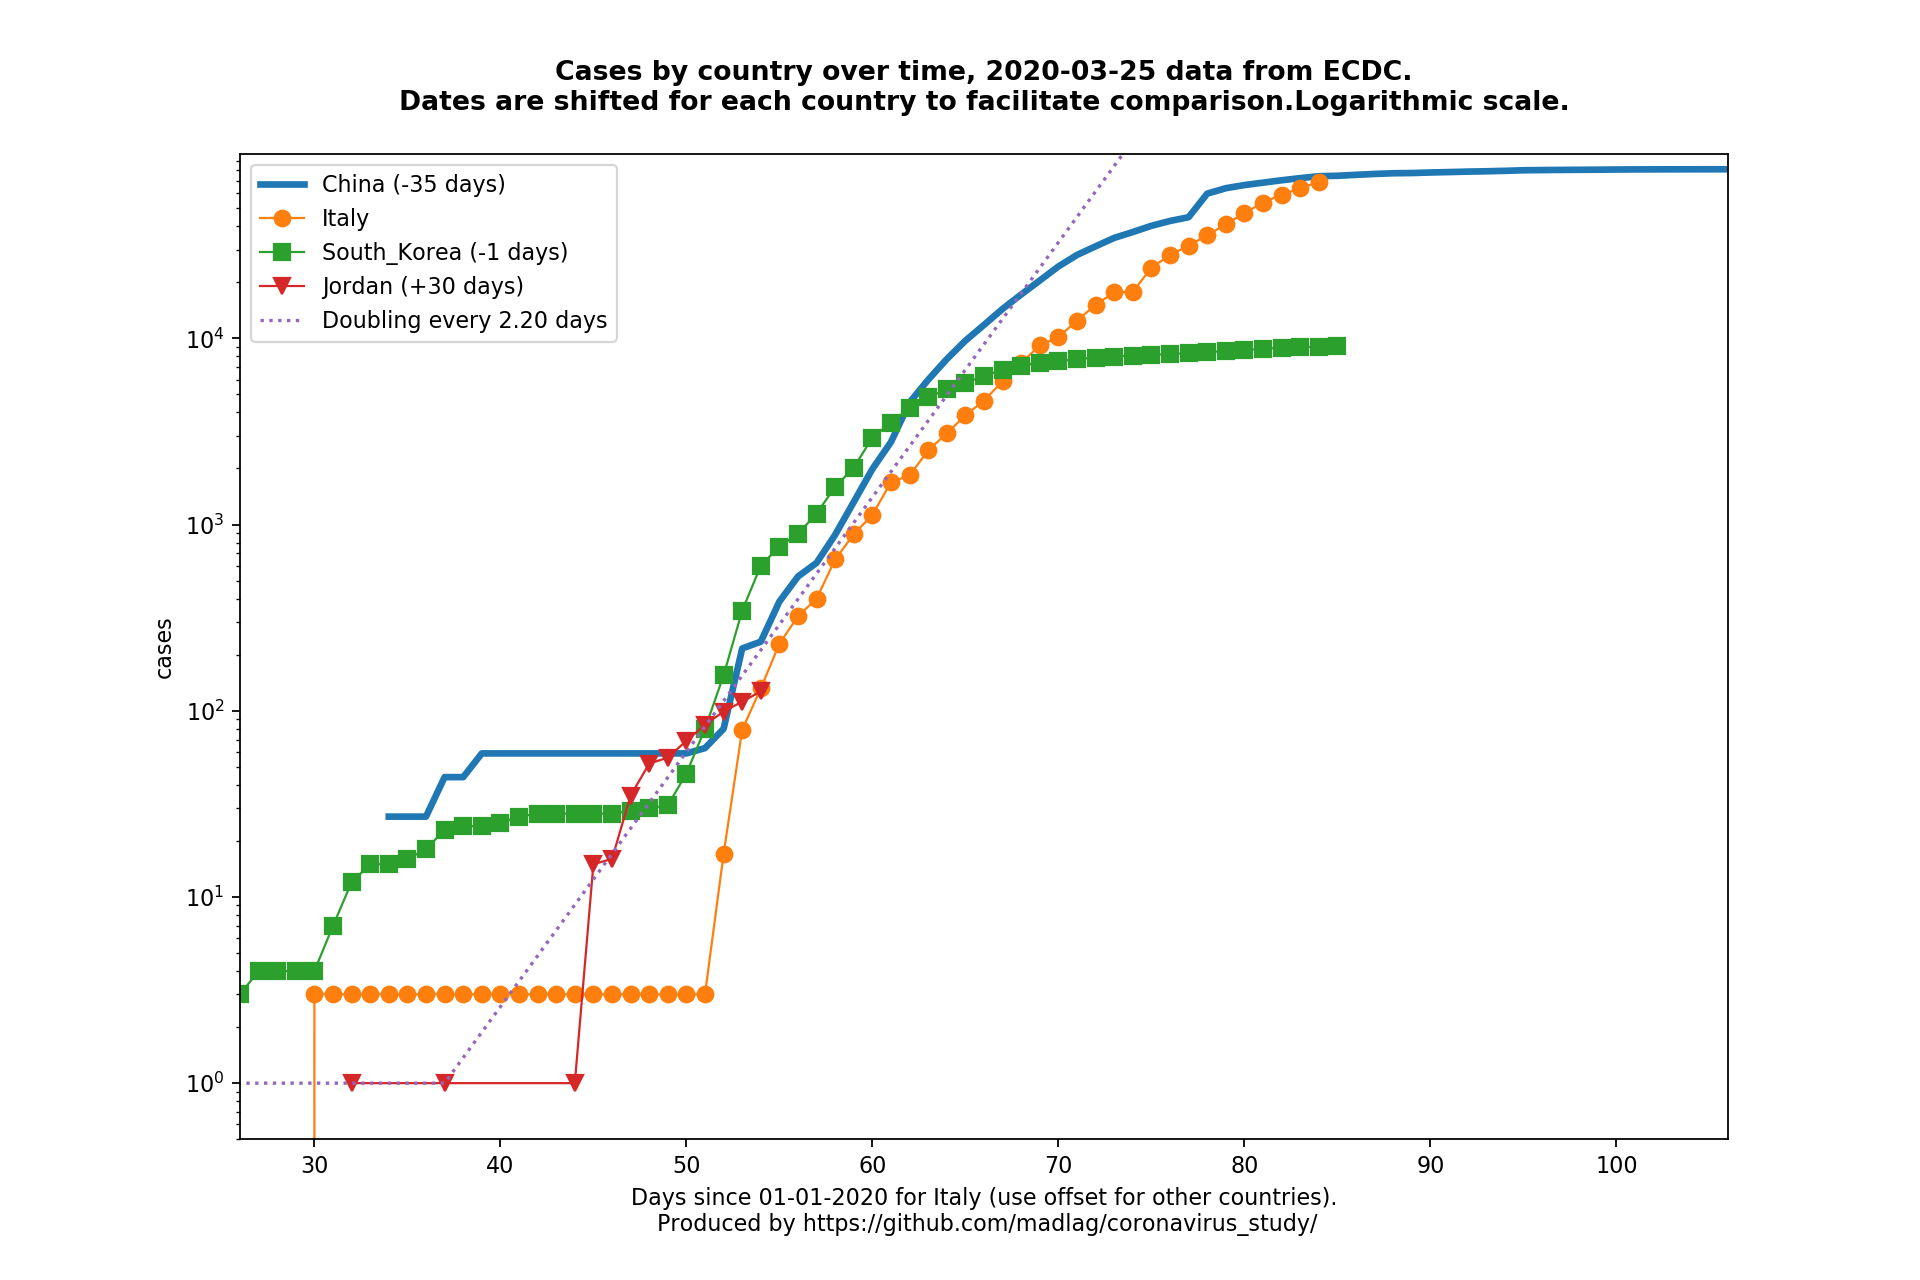 Cases by country over time, 2020-03-25 data from ECDC.
Dates are shifted for each country to facilitate comparison.Logarithmic scale.
China (-35 days)
Italy
South_Korea (-1 days)
Jordan (+30 days)
Doubling every 2.20 days
cases
10⁴
10³
10²
10¹
10⁰
30 40 50 60 70 80 90 100
Days since 01-01-2020 for Italy (use offset for other countries).
Produced by https://github.com/madlag/coronavirus_study/